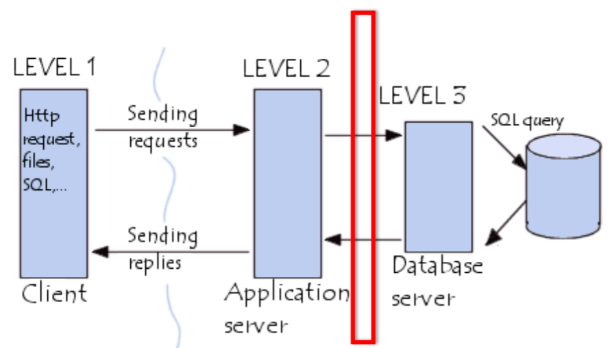 LEVEL 1
LEVEL 2
LEVEL 3
Http
request,
files,
SQL,...
Sending
requests
SQL query
Sending
replies
Client
Application
server
Database
server